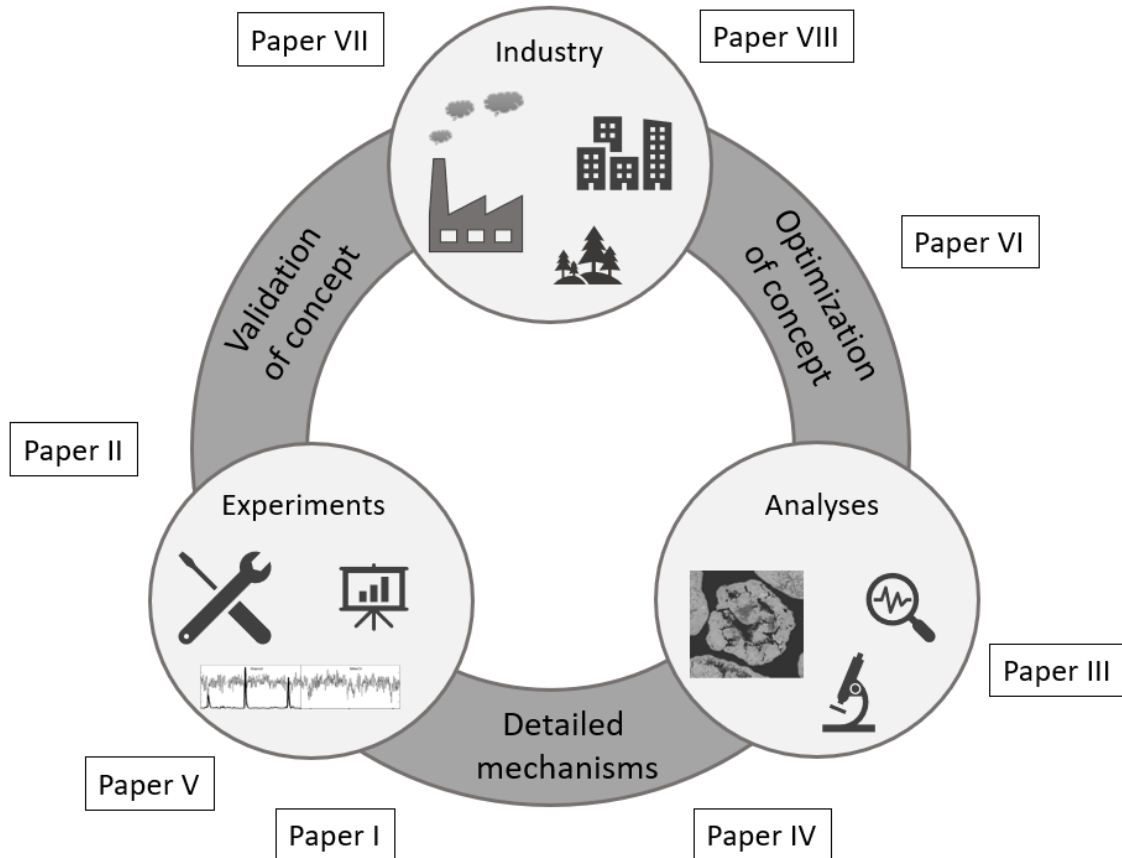 Paper VII
Industry
Paper VIII
Validation
of concept
Optimization
of concept
Paper VI
Paper II
Experiments
Analyses
Paper III
Detailed
mechanisms
Paper V
Paper I
Paper IV